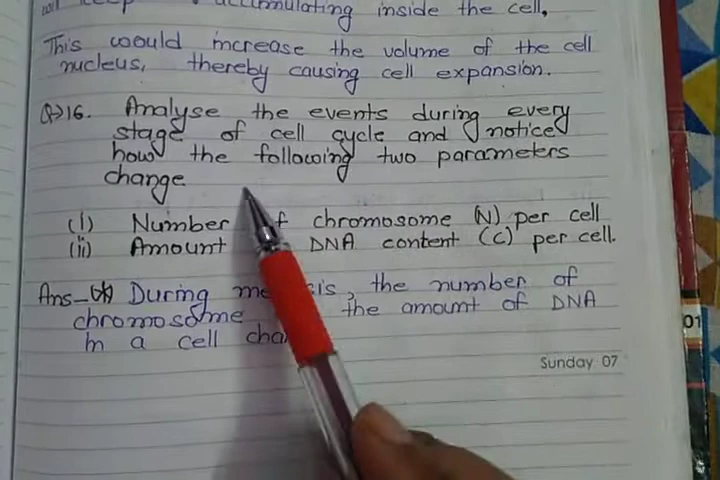 accumulating inside the cell,
This would increase the volume of the cell
nucleus, thereby causing cell expansion.
Q→16. Analyse the events during every
stage of cell cycle and notice
how the following two parameters
change
(i) Number of chromosome (N) per cell
(ii) Amount DNA content (C) per cell.
Ans- During the number of
chromosome the amount of DNA
in a cell
01
Sunday 07